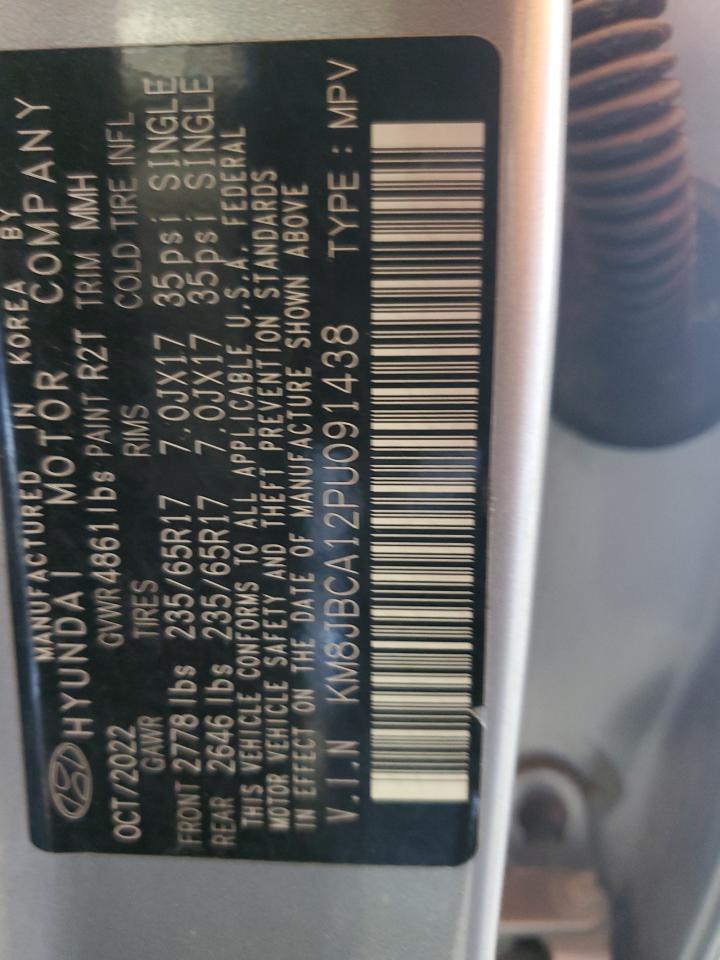 MANUFACTURED IN KOREA BY
HYUNDAI MOTOR COMPANY
OCT/2022 GVWR 4861 lbs PAINT R2T TRIM MMH
GAWR TIRES RIMS COLD TIRE INFL
FRONT 2778 lbs 235/65R17 7.0JX17 35psi SINGLE
REAR 2646 lbs 235/65R17 7.0JX17 35psi SINGLE
THIS VEHICLE CONFORMS TO ALL APPLICABLE U.S.A. FEDERAL
MOTOR VEHICLE SAFETY AND THEFT PREVENTION STANDARDS
IN EFFECT ON THE DATE OF MANUFACTURE SHOWN ABOVE
V.I.N KM8JBCA12PU091438 TYPE : MPV